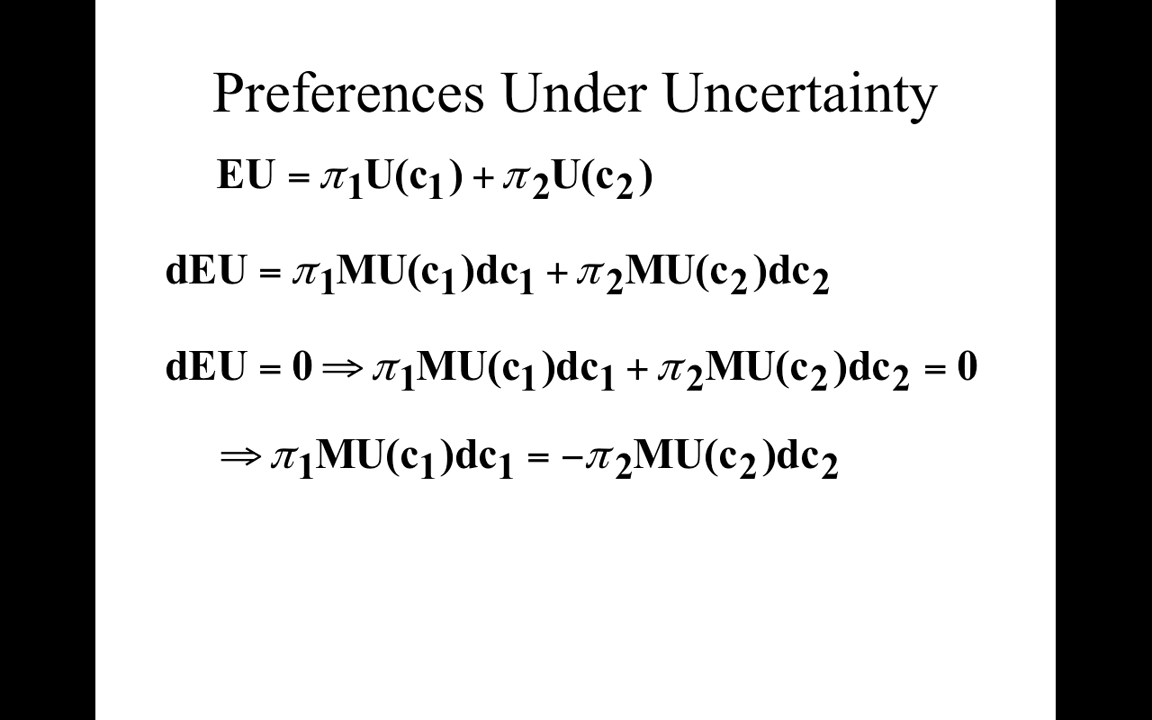 Preferences Under Uncertainty
EU = π₁U(c₁) + π₂U(c₂)
dEU = π₁MU(c₁)dc₁ + π₂MU(c₂)dc₂
dEU = 0 ⇒ π₁MU(c₁)dc₁ + π₂MU(c₂)dc₂ = 0
⇒ π₁MU(c₁)dc₁ = −π₂MU(c₂)dc₂